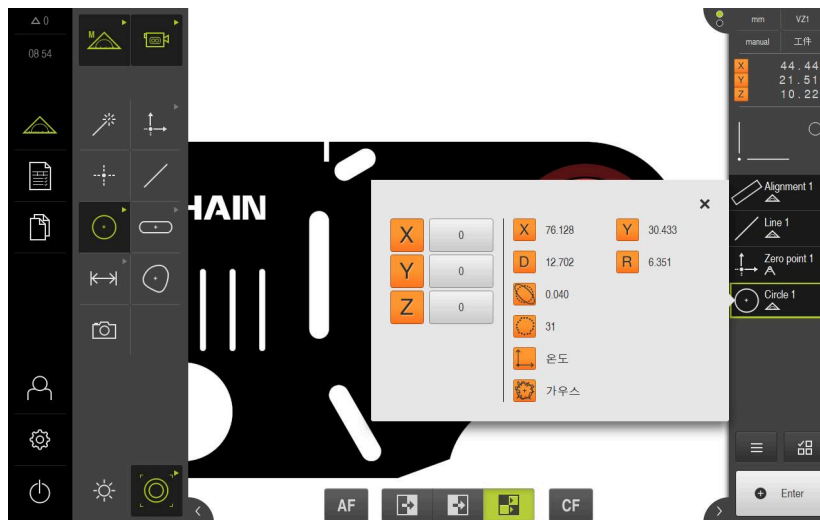 0
08 54
M
HAIN
X 0
Y 0
Z 0
X 76.128 Y 30.433
D 12.702 R 6.351
0.040
31
온도
가우스
AF
CF
mm VZ1
manual 工件
X 44.44
Y 21.51
Z 10.22
Alignment 1
Line 1
Zero point 1
Circle 1
Enter